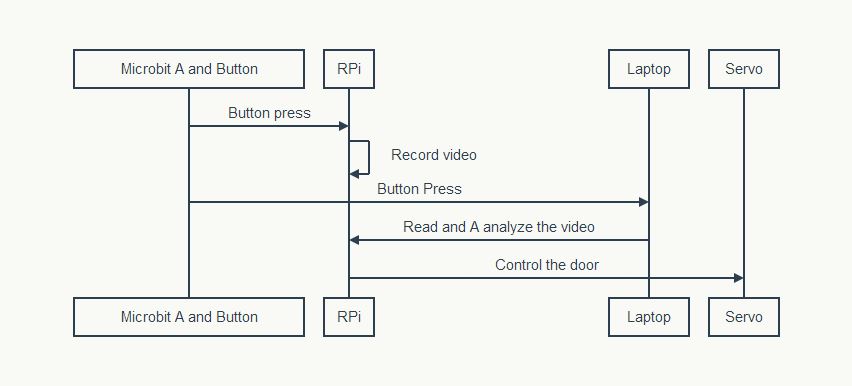 Microbit A and Button
RPi
Laptop
Servo
Button press
Record video
Button Press
Read and A analyze the video
Control the door
Microbit A and Button
RPi
Laptop
Servo